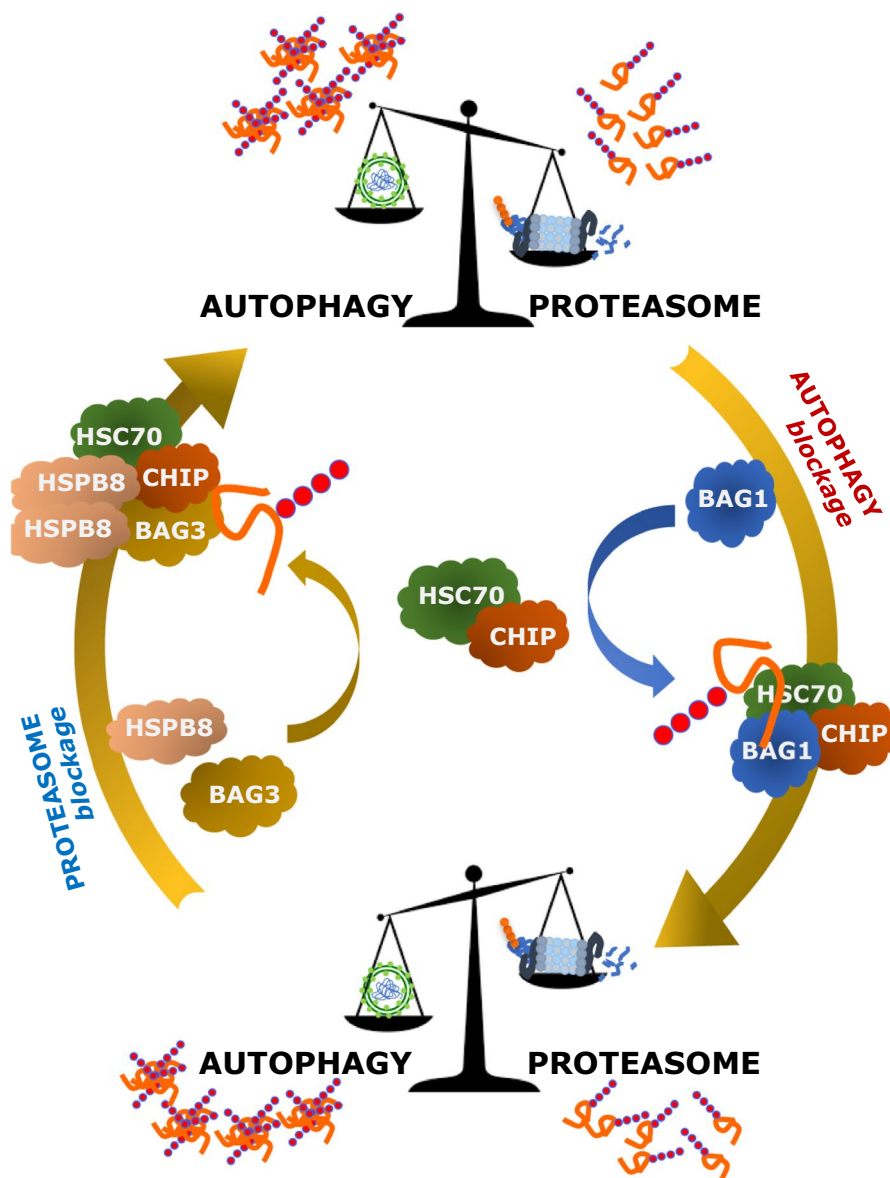 AUTOPHAGY PROTEASOME
AUTOPHAGY
blockage
HSC70
HSPB8 CHIP
HSPB8 BAG3
BAG1
HSC70
CHIP
HSC70
BAG1 CHIP
HSPB8
BAG3
PROTEASOME
blockage
AUTOPHAGY PROTEASOME